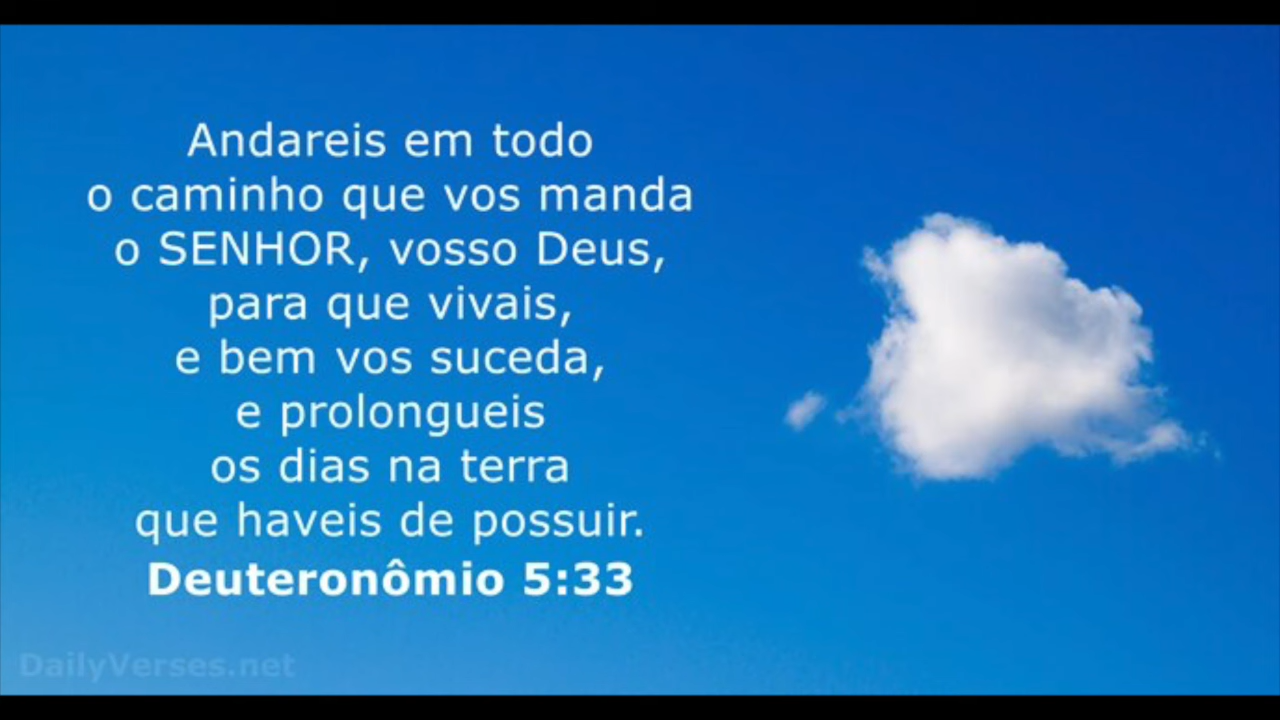 Andareis em todo
o caminho que vos manda
o SENHOR, vosso Deus,
para que vivais,
e bem vos suceda,
e prolongueis
os dias na terra
que haveis de possuir.
Deuteronômio 5:33
DailyVerses.net